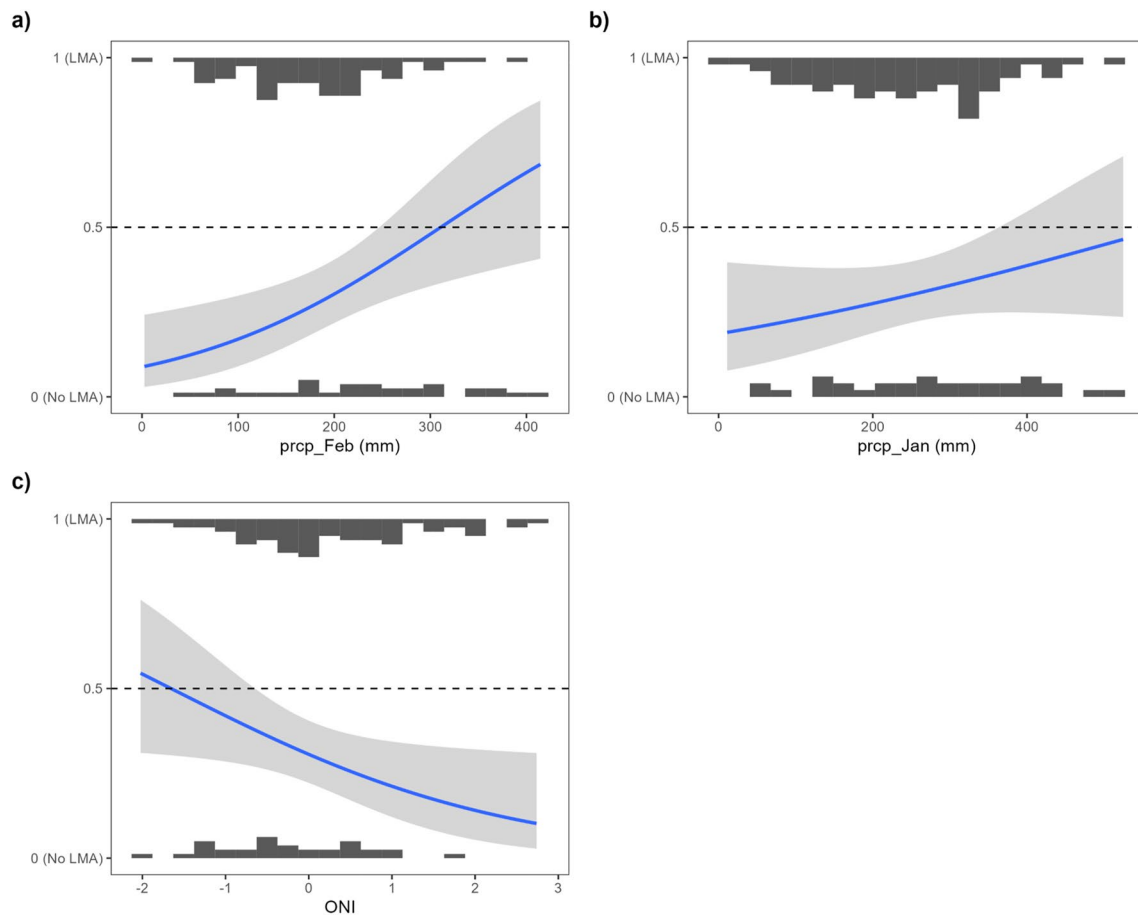 a)
1 (LMA)
0.5
0 (No LMA)
0 100 200 300 400
prcp_Feb (mm)
b)
1 (LMA)
0.5
0 (No LMA)
0 200 400
prcp_Jan (mm)
c)
1 (LMA)
0.5
0 (No LMA)
-2 -1 0 1 2 3
ONI